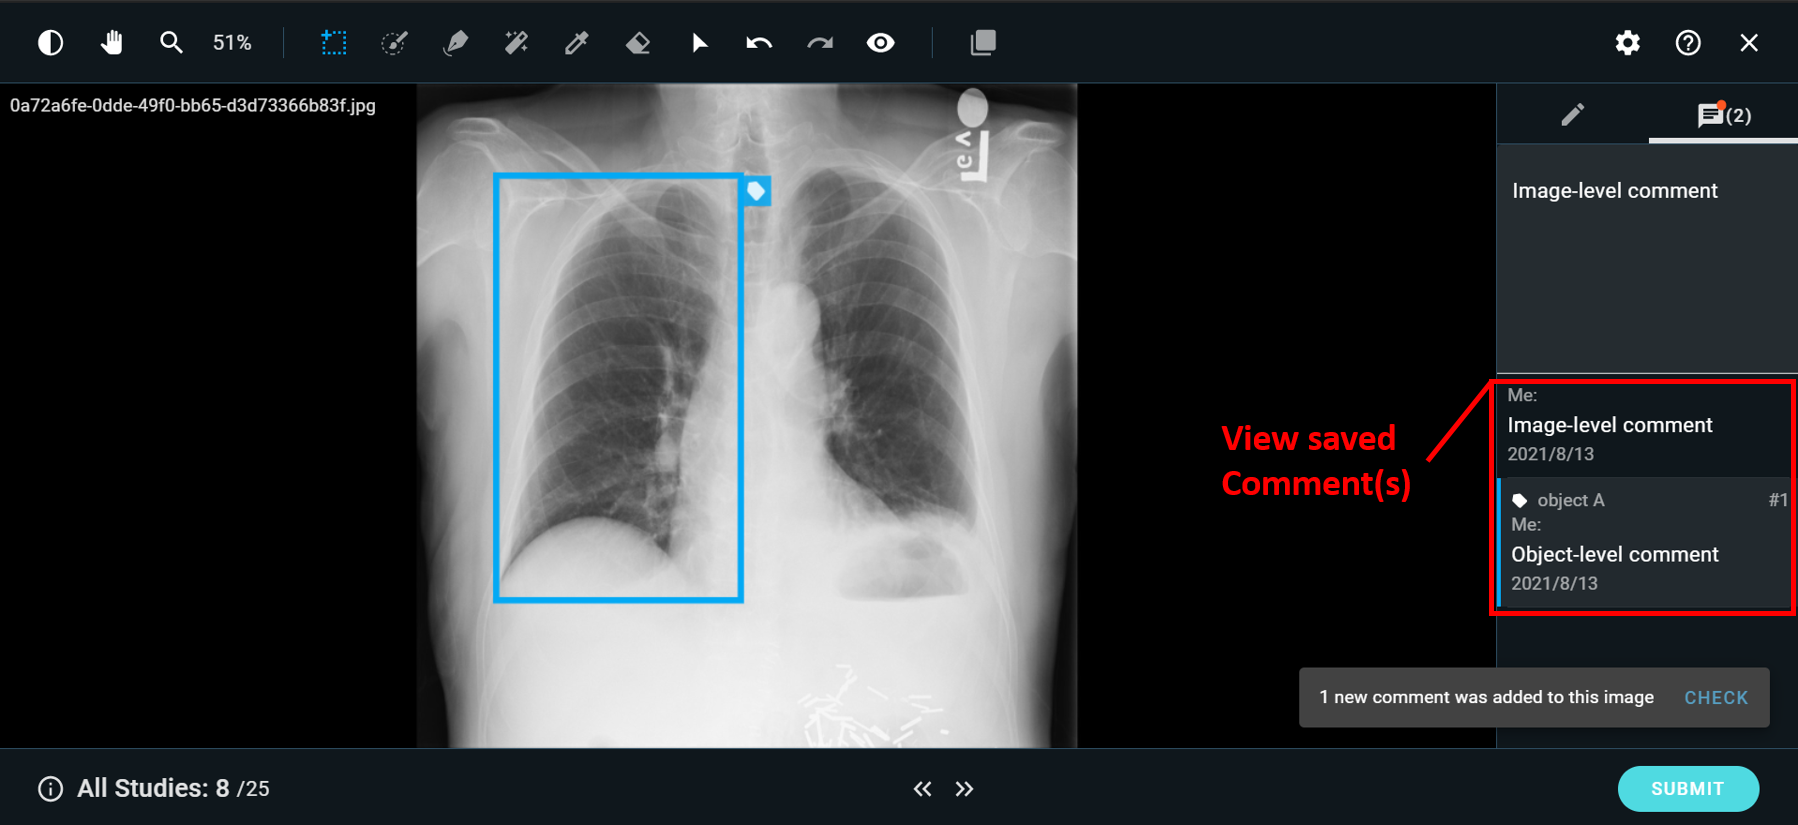 51%
0a72a6fe-0dde-49f0-bb65-d3d73366b83f.jpg
(2)
Image-level comment
Me:
Image-level comment
2021/8/13
View saved
Comment(s)
object A #1
Me:
Object-level comment
2021/8/13
1 new comment was added to this image CHECK
All Studies: 8 /25
SUBMIT